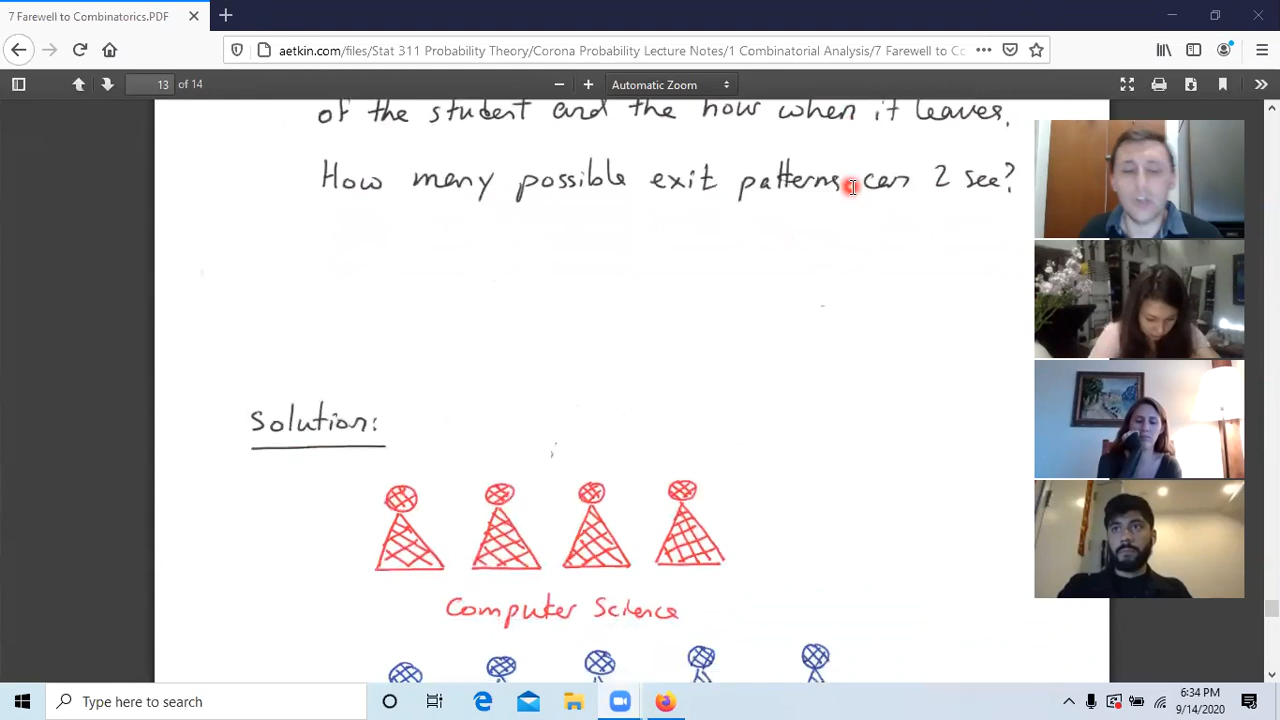 7 Farewell to Combinatorics.PDF
aetkin.com/files/Stat 311 Probability Theory/Corona Probability Lecture Notes/1 Combinatorial Analysis/7 Farewell to Co
13 of 14
Automatic Zoom
of the student and the hour when it leaves.
How many possible exit patterns can 2 see?
Solution:
Computer Science
Type here to search
6:34 PM
9/14/2020